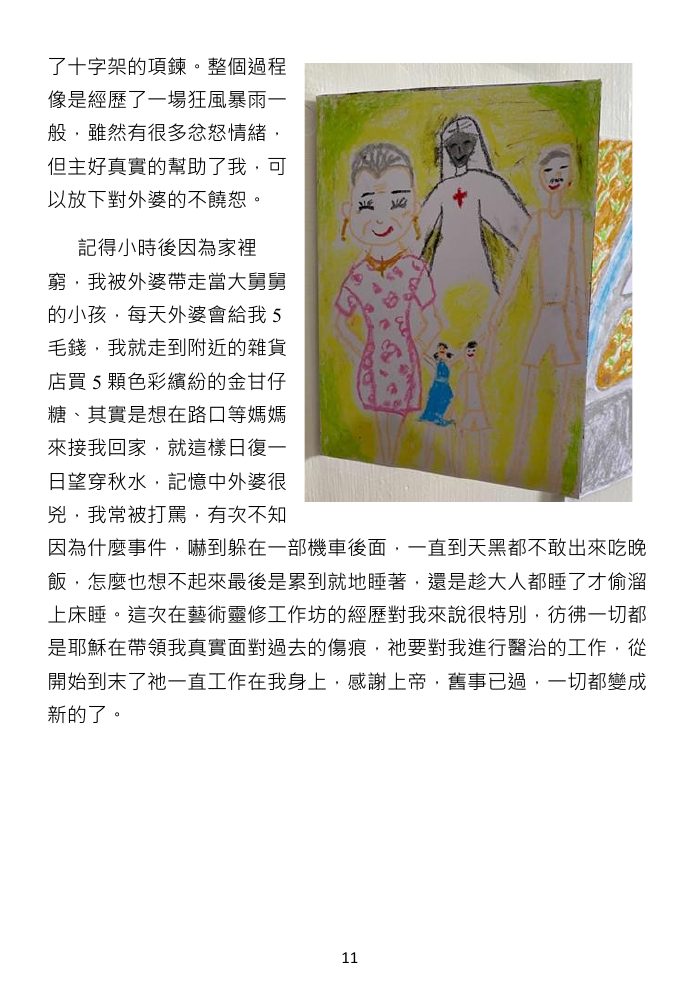 了十字架的項鍊。整個過程
像是經歷了一場狂風暴雨一
般，雖然有很多忿怒情緒，
但主好真實的幫助了我，可
以放下對外婆的不饒恕。
記得小時後因為家裡
窮，我被外婆帶走當大舅舅
的小孩，每天外婆會給我 5
毛錢，我就走到附近的雜貨
店買 5 顆色彩繽紛的金甘仔
糖、其實是想在路口等媽媽
來接我回家，就這樣日復一
日望穿秋水，記憶中外婆很
兇，我常被打罵，有次不知
因為什麼事件，嚇到躲在一部機車後面，一直到天黑都不敢出來吃晚
飯，怎麼也想不起來最後是累到就地睡著，還是趁大人都睡了才偷溜
上床睡。這次在藝術靈修工作坊的經歷對我來說很特別，彷彿一切都
是耶穌在帶領我真實面對過去的傷痕，祂要對我進行醫治的工作，從
開始到末了祂一直工作在我身上，感謝上帝，舊事已過，一切都變成
新的了。
11